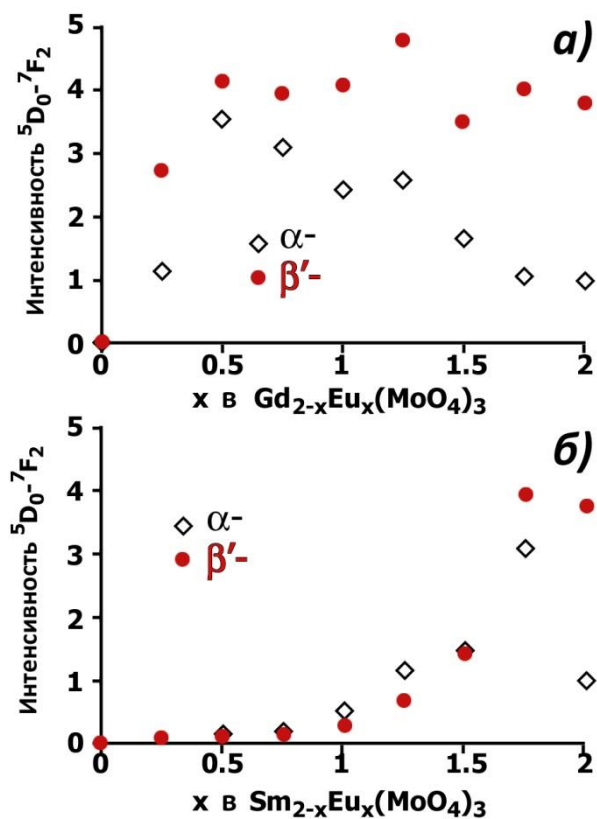 а)
5
4
3
2
1
0
Интенсивность ⁵D₀-⁷F₂
α-
β′-
0 0.5 1 1.5 2
x в Gd₂₋ₓEuₓ(MoO₄)₃
б)
5
4
3
2
1
0
Интенсивность ⁵D₀-⁷F₂
α-
β′-
0 0.5 1 1.5 2
x в Sm₂₋ₓEuₓ(MoO₄)₃